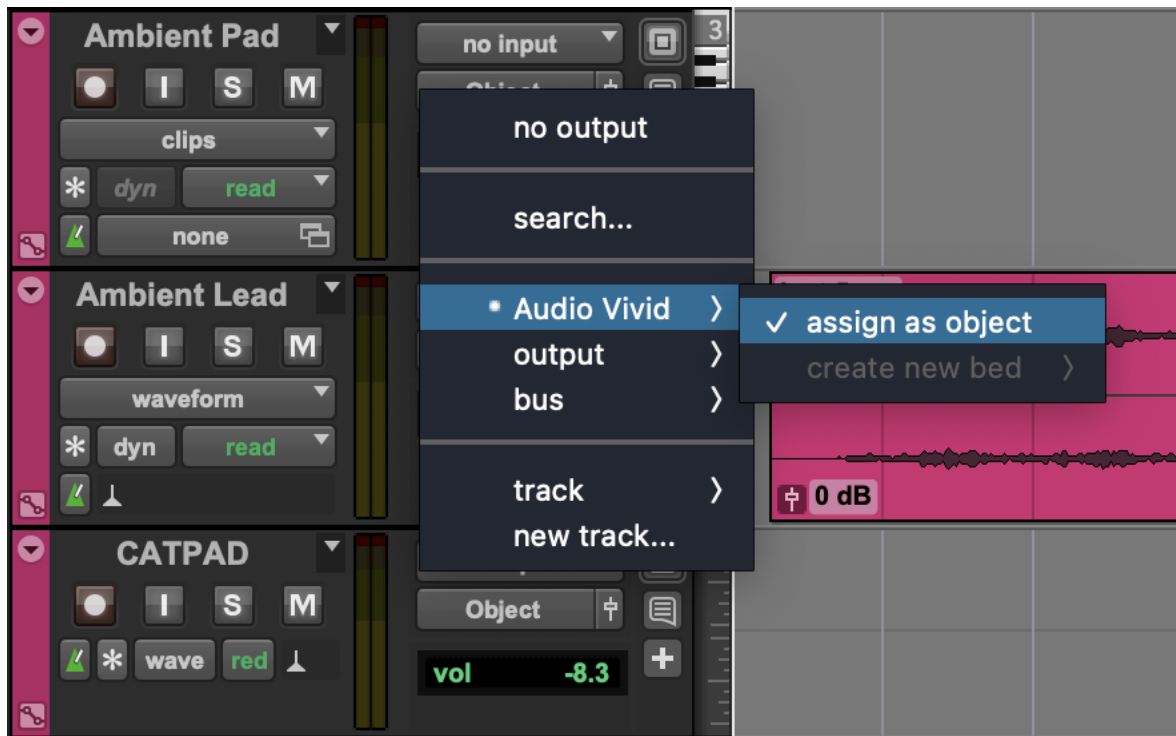 Ambient Pad
no input
3
I S M
Object
clips
no output
* dyn read
none
search...
Ambient Lead
Audio Vivid
assign as object
output
create new bed
I S M
bus
waveform
* dyn read
track
0 dB
new track...
CATPAD
I S M
Object
* wave red
vol -8.3
+